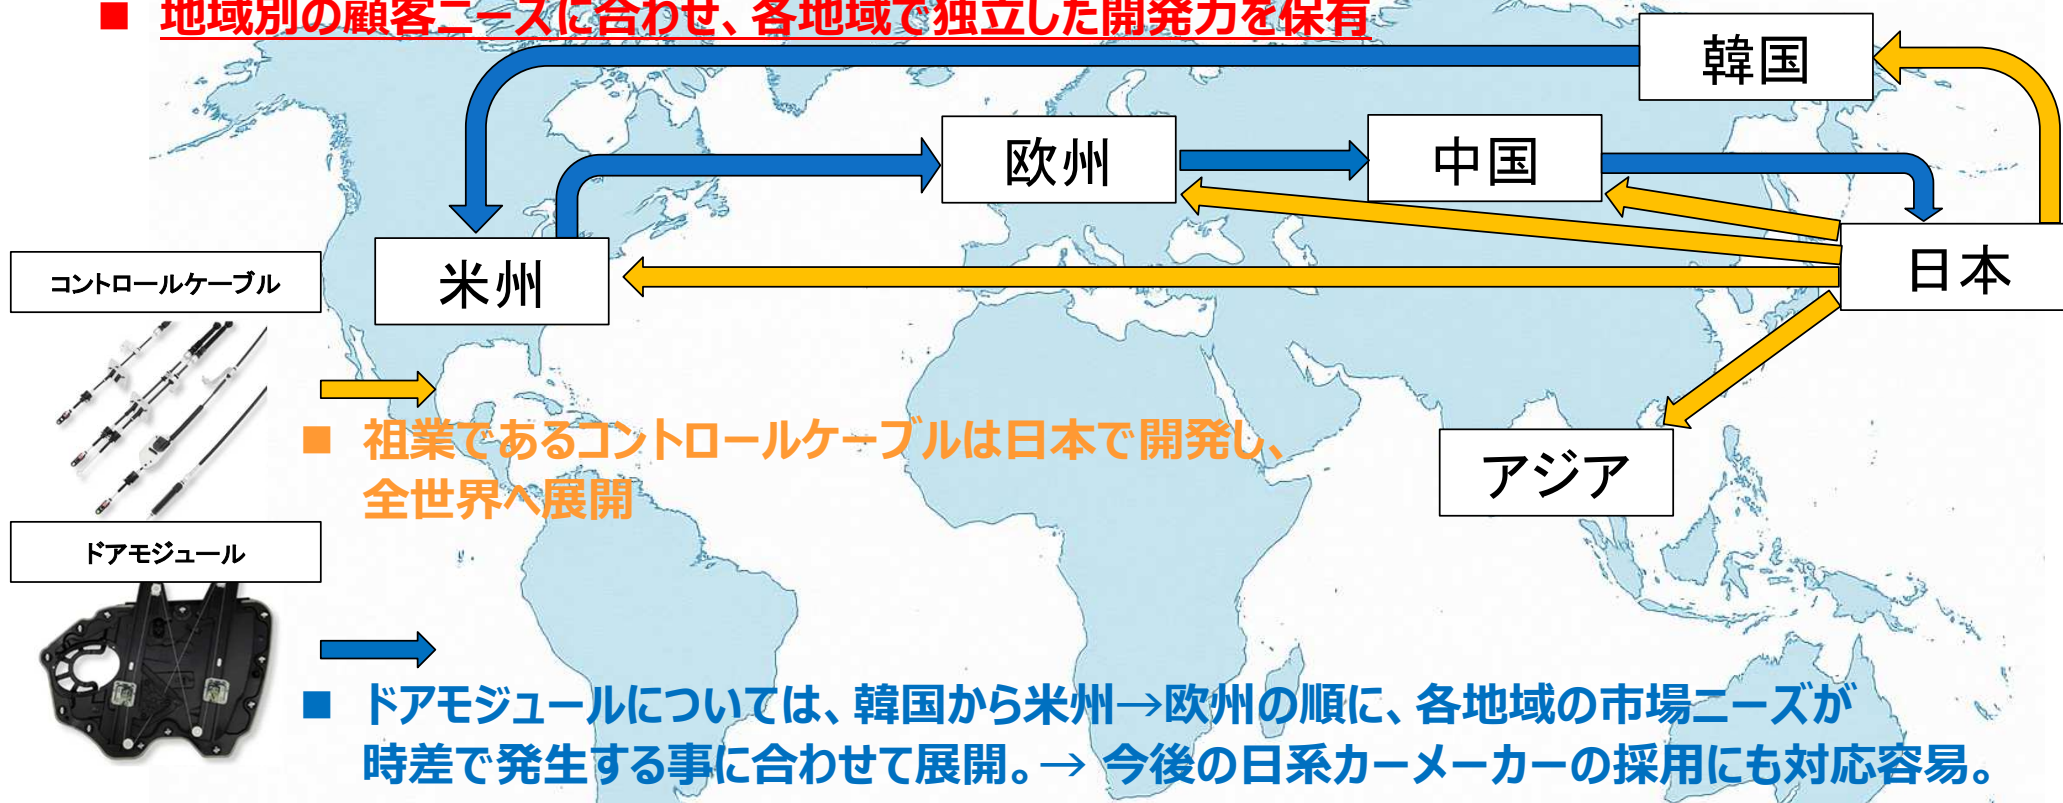 ■ 地域別の顧客ニーズに合わせ、各地域で独立した開発力を保有
韓国
欧州
中国
米州
日本
コントロールケーブル
アジア
■ 祖業であるコントロールケーブルは日本で開発し、
全世界へ展開
ドアモジュール
■ ドアモジュールについては、韓国から米州→欧州の順に、各地域の市場ニーズが
時差で発生する事に合わせて展開。→ 今後の日系カーメーカーの採用にも対応容易。